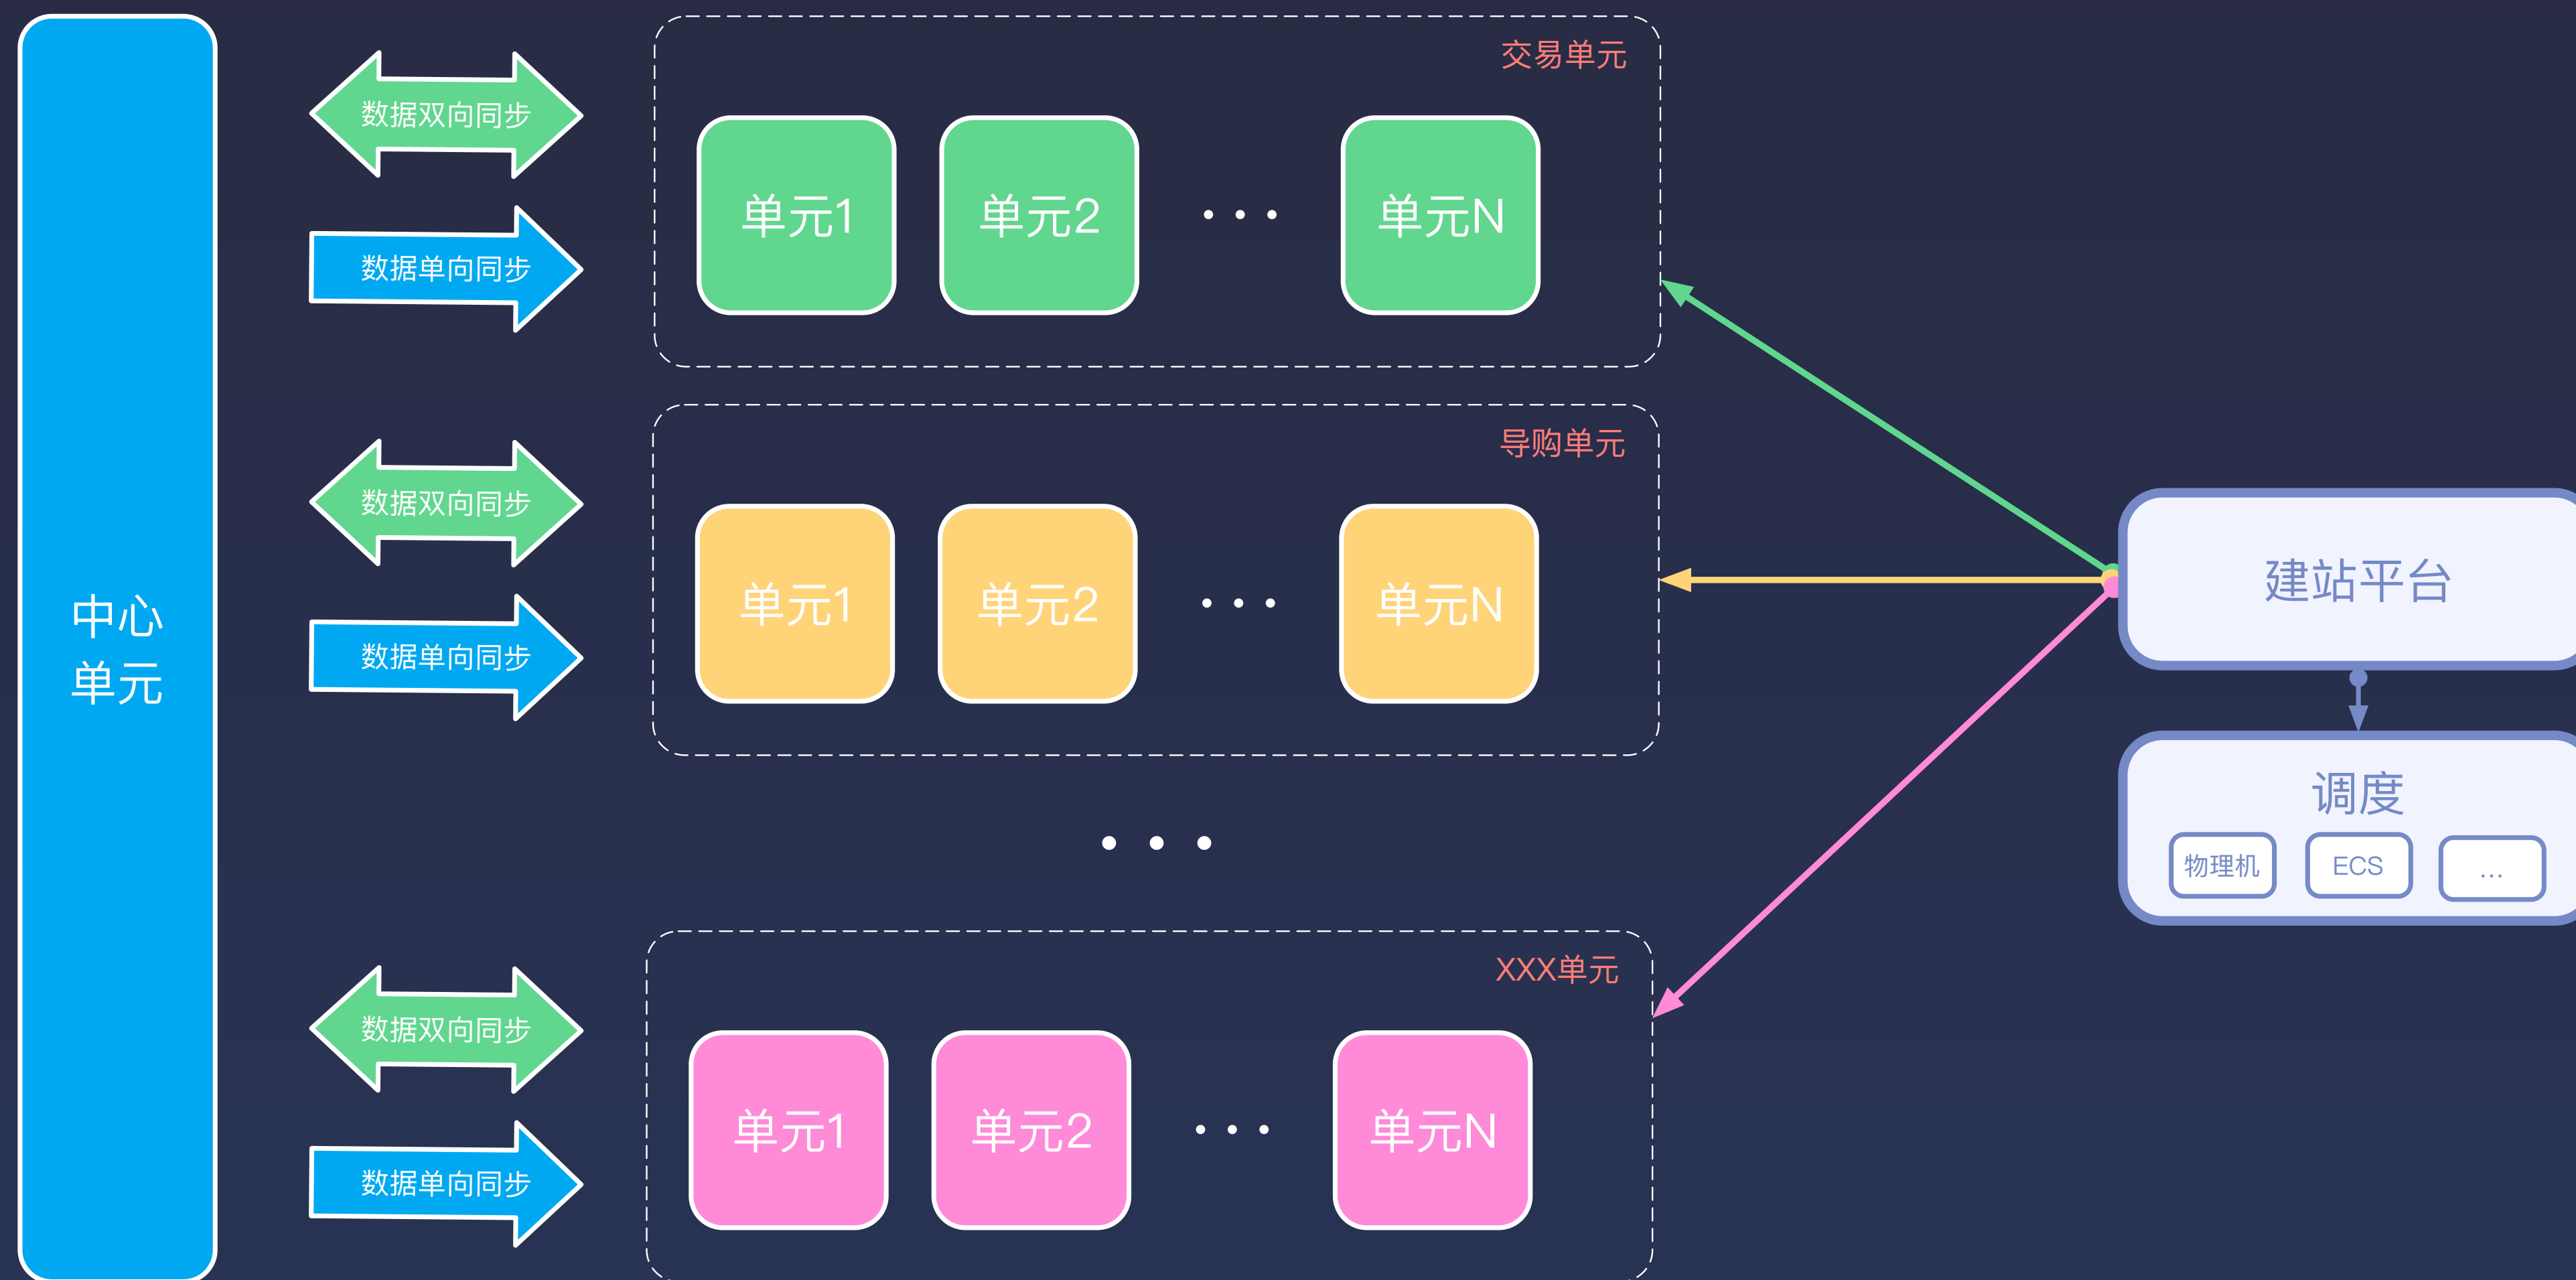 中心
单元
数据双向同步
数据单向同步
交易单元
单元1
单元2
···
单元N
数据双向同步
数据单向同步
导购单元
单元1
单元2
···
单元N
···
数据双向同步
数据单向同步
XXX单元
单元1
单元2
···
单元N
建站平台
调度
物理机
ECS
...